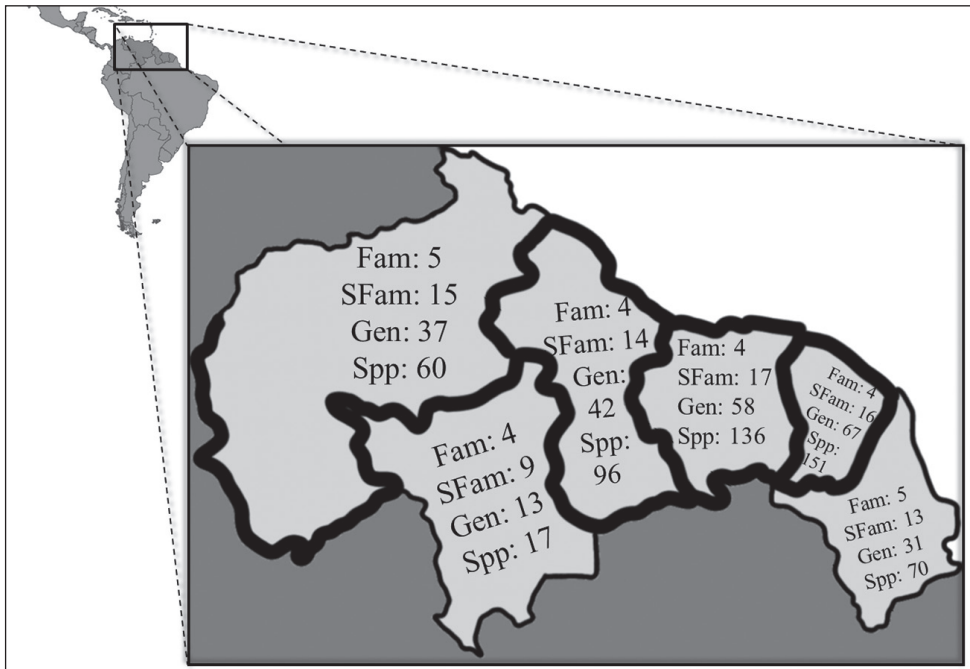 Fam: 5
SFam: 15
Gen: 37
Spp: 60
Fam: 4
SFam: 9
Gen: 13
Spp: 17
Fam: 4
SFam: 14
Gen:
42
Spp:
96
Fam: 4
SFam: 17
Gen: 58
Spp: 136
Fam: 4
SFam: 16
Gen: 67
Spp:
151
Fam: 5
SFam: 13
Gen: 31
Spp: 70